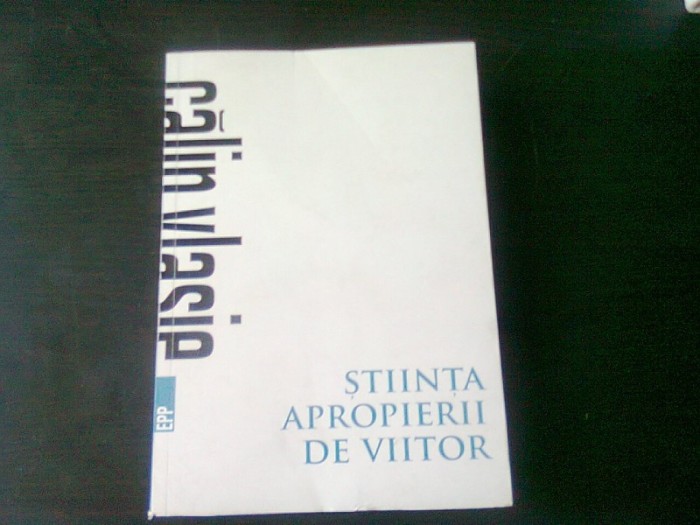 călin vlasie
EPP
ȘTIINȚA
APROPIERII
DE VIITOR